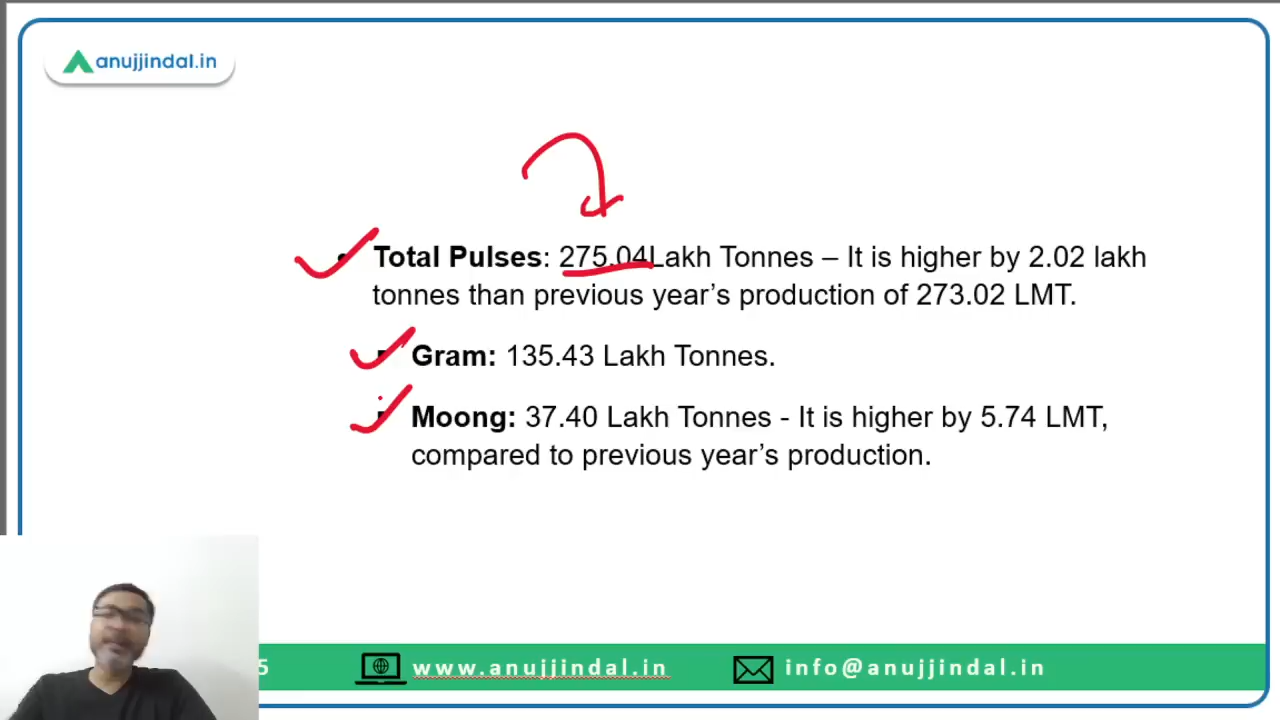 anujjindal.in
Total Pulses: 275.04Lakh Tonnes – It is higher by 2.02 lakh
tonnes than previous year's production of 273.02 LMT.
Gram: 135.43 Lakh Tonnes.
Moong: 37.40 Lakh Tonnes - It is higher by 5.74 LMT,
compared to previous year's production.
5 www.anujjindal.in info@anujjindal.in